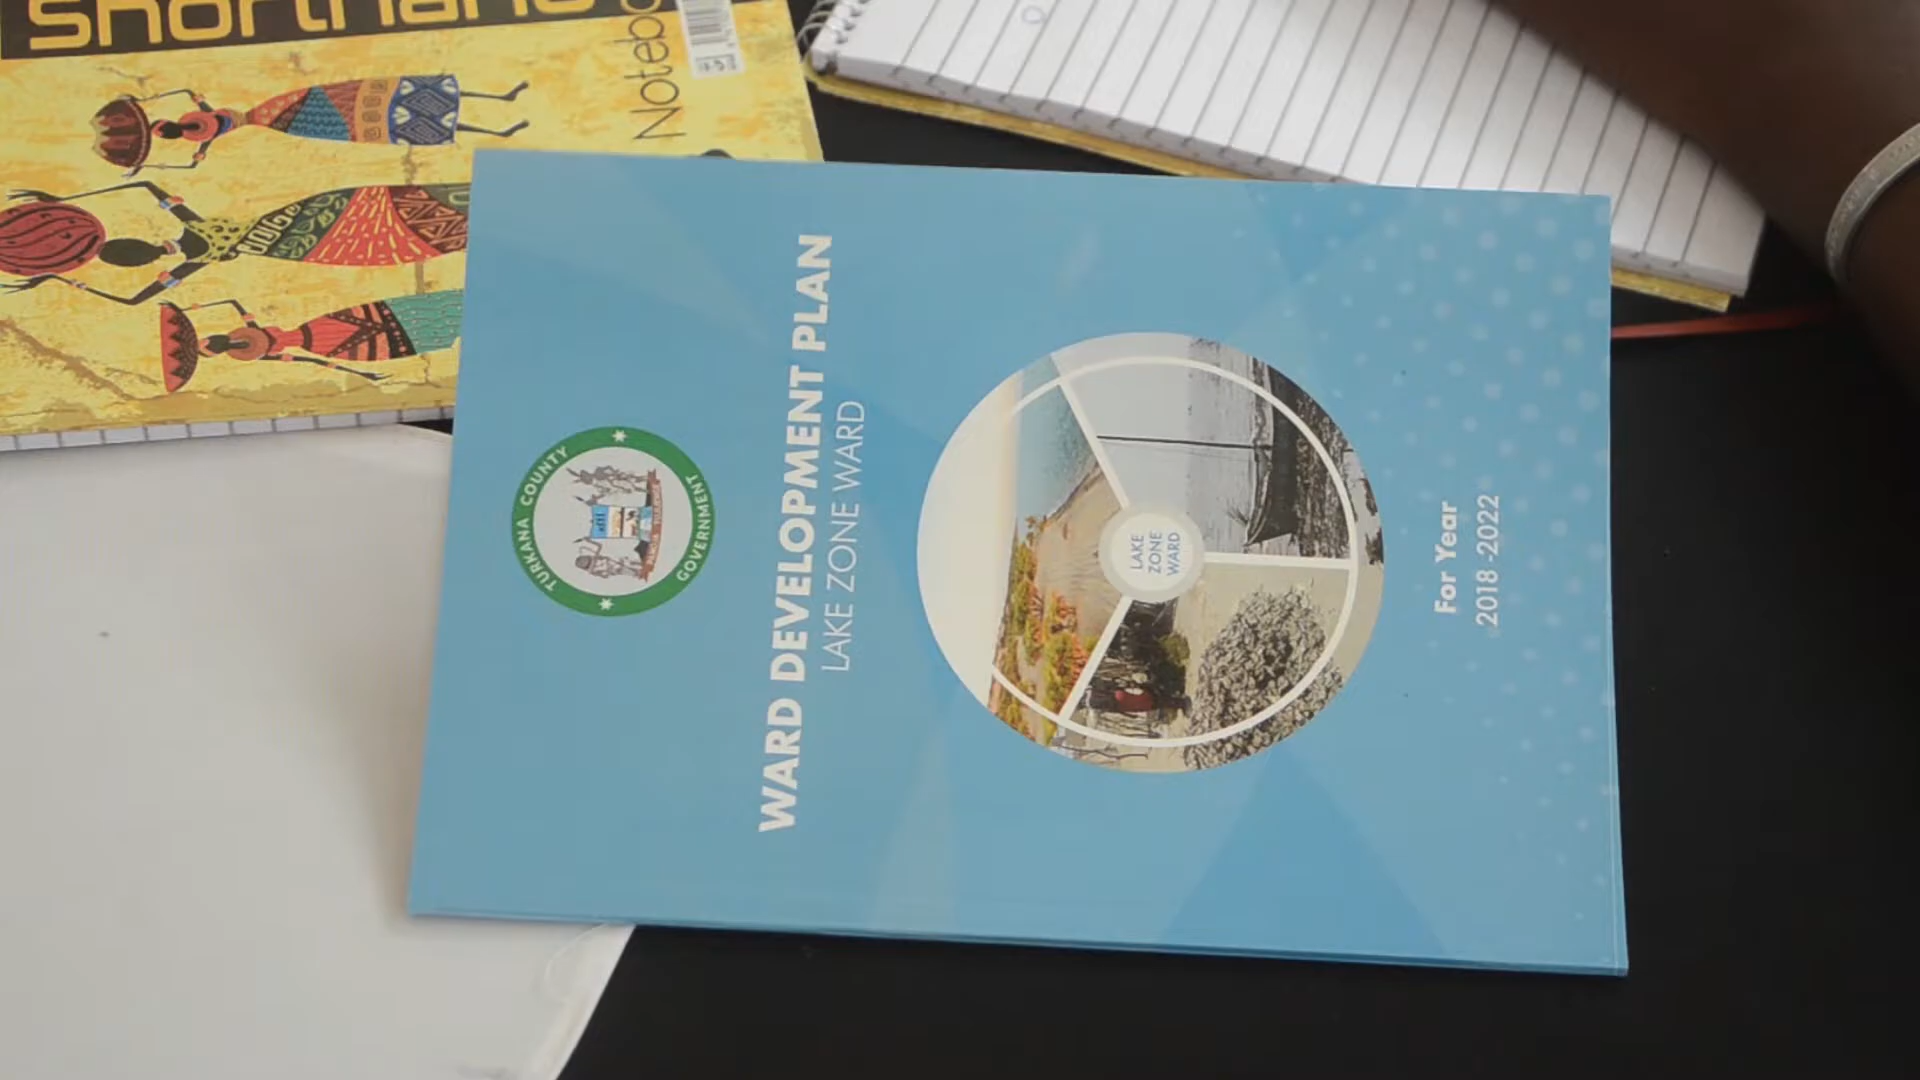 Shorthand
Notebo
TURKANA COUNTY
GOVERNMENT
WARD DEVELOPMENT PLAN
LAKE ZONE WARD
LAKE
ZONE
WARD
For Year
2018 -2022